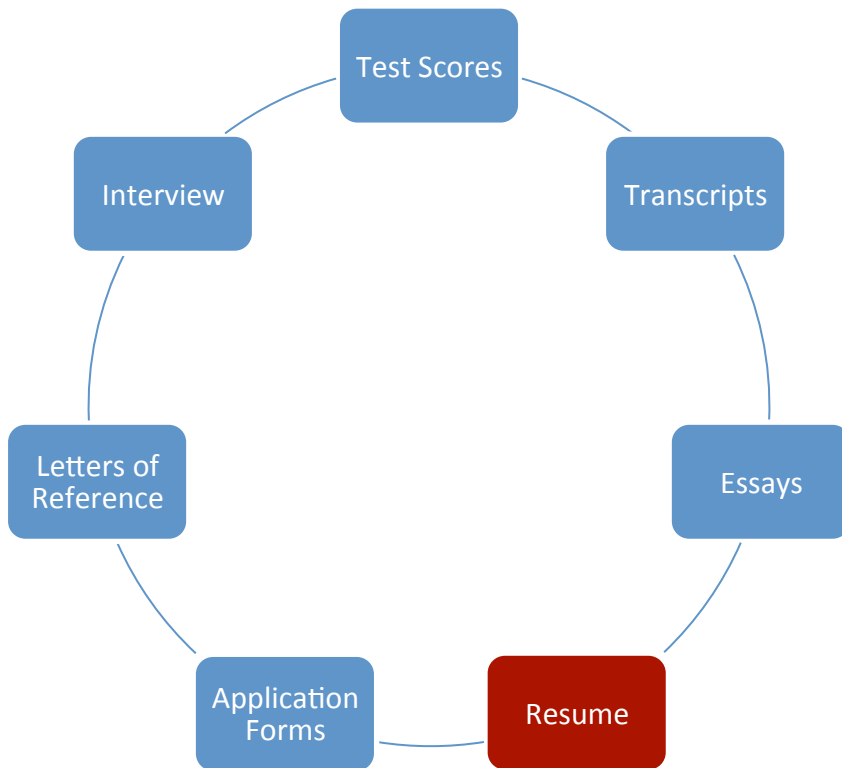 Test Scores
Transcripts
Essays
Resume
Application
Forms
Letters of
Reference
Interview